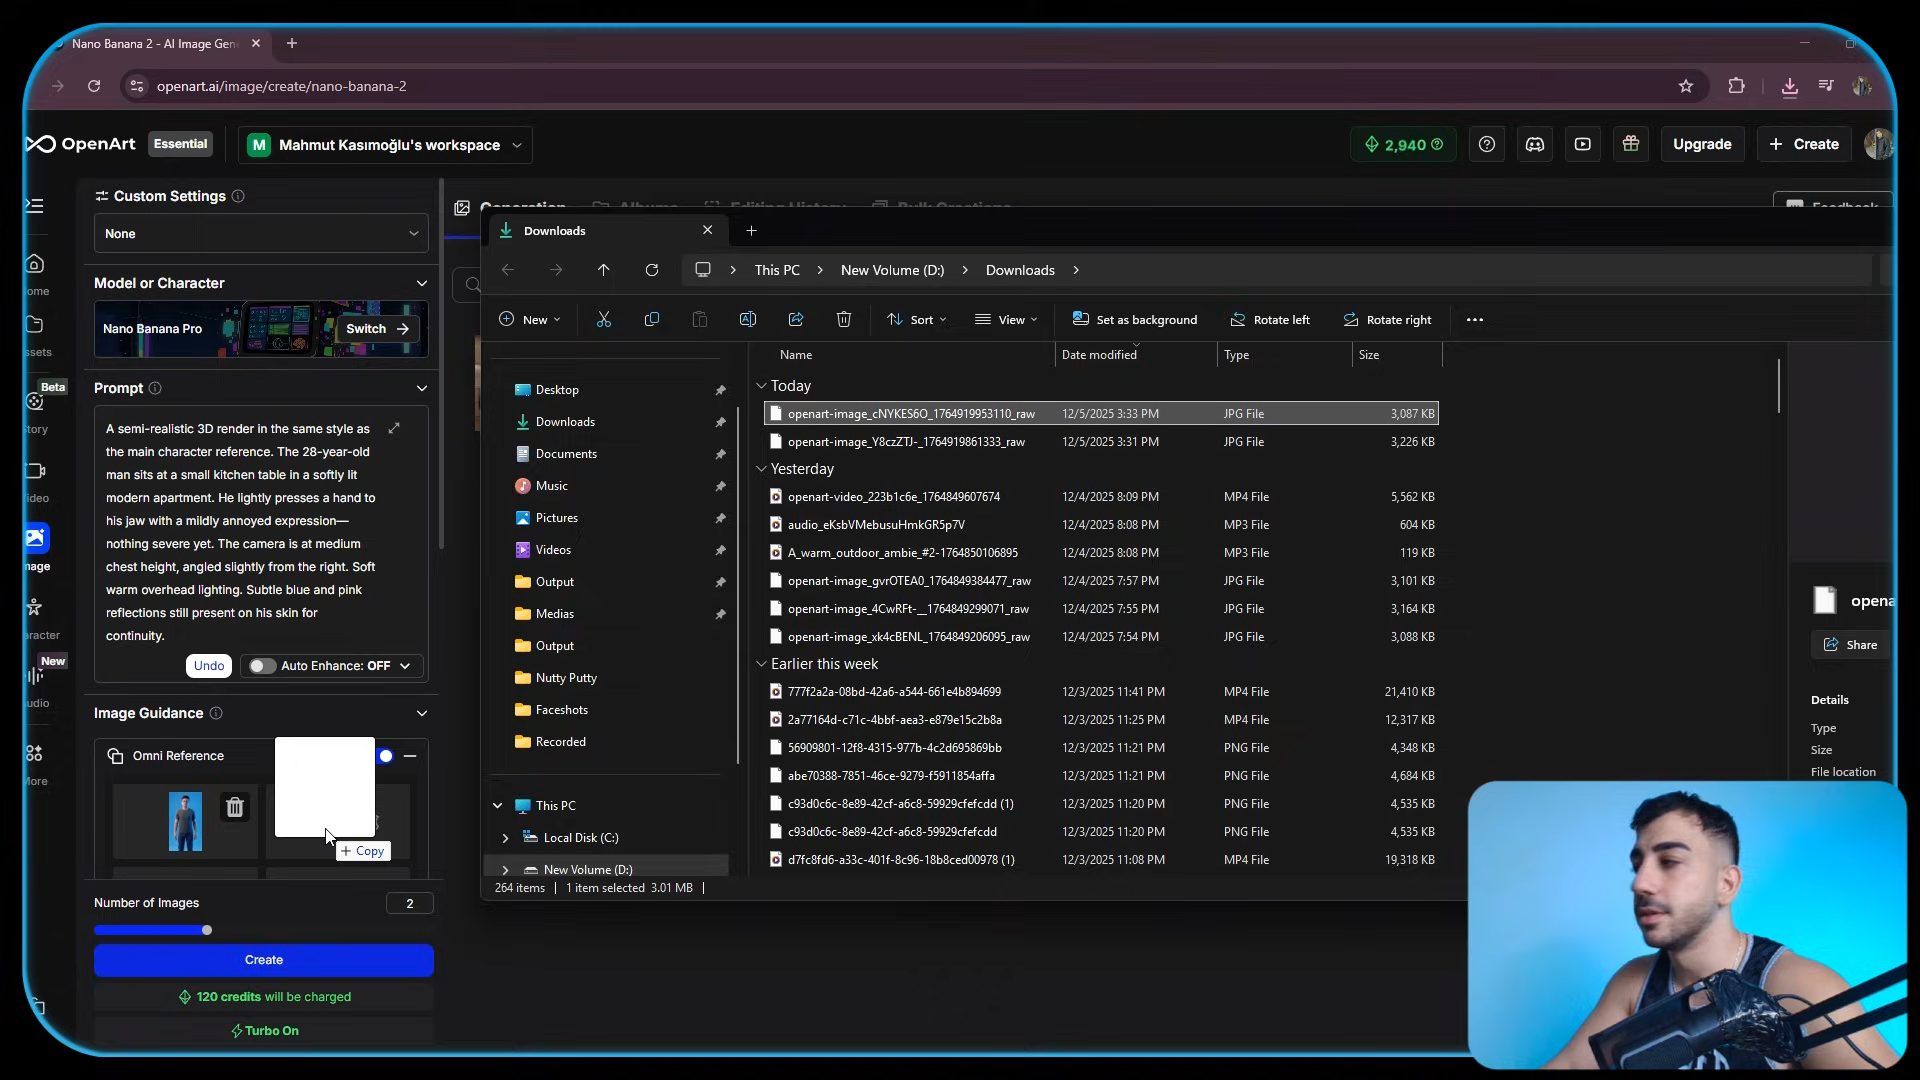 Nano Banana 2 - AI Image Gen
openart.ai/image/create/nano-banana-2
OpenArt
Essential
M
Mahmut Kasımoğlu's workspace
2,940
Upgrade
Create
Custom Settings
None
Model or Character
Nano Banana Pro
Switch
Prompt
A semi-realistic 3D render in the same style as
the main character reference. The 28-year-old
man sits at a small kitchen table in a softly lit
modern apartment. He lightly presses a hand to
his jaw with a mildly annoyed expression—
nothing severe yet. The camera is at medium
chest height, angled slightly from the right. Soft
warm overhead lighting. Subtle blue and pink
reflections still present on his skin for
continuity.
Undo
Auto Enhance: OFF
Image Guidance
Omni Reference
+ Copy
Number of Images
2
Create
120 credits will be charged
Turbo On
ome
ssets
Beta
tory
ideo
mage
aracter
New
udio
ore
Generation
Albums
Editing History
Bulk Creations
Feedback
Downloads
This PC
New Volume (D:)
Downloads
New
Sort
View
Set as background
Rotate left
Rotate right
Desktop
Downloads
Documents
Music
Pictures
Videos
Output
Medias
Output
Nutty Putty
Faceshots
Recorded
This PC
Local Disk (C:)
New Volume (D:)
Name Date modified Type Size
Today
openart-image_cNYKES6O_1764919953110_raw 12/5/2025 3:33 PM JPG File 3,087 KB
openart-image_Y8czZTJ-_1764919861333_raw 12/5/2025 3:31 PM JPG File 3,226 KB
Yesterday
openart-video_223b1c6e_1764849607674 12/4/2025 8:09 PM MP4 File 5,562 KB
audio_eKsbVMebusuHmkGR5p7V 12/4/2025 8:08 PM MP3 File 604 KB
A_warm_outdoor_ambie_#2-1764850106895 12/4/2025 8:08 PM MP3 File 119 KB
openart-image_gvrOTEA0_1764849384477_raw 12/4/2025 7:57 PM JPG File 3,101 KB
openart-image_4CwRFt-__1764849299071_raw 12/4/2025 7:55 PM JPG File 3,164 KB
openart-image_xk4cBENL_1764849206095_raw 12/4/2025 7:54 PM JPG File 3,088 KB
Earlier this week
777f2a2a-08bd-42a6-a544-661e4b894699 12/3/2025 11:41 PM MP4 File 21,410 KB
2a77164d-c71c-4bbf-aea3-e879e15c2b8a 12/3/2025 11:25 PM MP4 File 12,317 KB
56909801-12f8-4315-977b-4c2d695869bb 12/3/2025 11:21 PM PNG File 4,348 KB
abe70388-7851-46ce-9279-f5911854affa 12/3/2025 11:21 PM PNG File 4,684 KB
c93d0c6c-8e89-42cf-a6c8-59929cfefcdd (1) 12/3/2025 11:20 PM PNG File 4,535 KB
c93d0c6c-8e89-42cf-a6c8-59929cfefcdd 12/3/2025 11:20 PM PNG File 4,535 KB
d7fc8fd6-a33c-401f-8c96-18b8ced00978 (1) 12/3/2025 11:08 PM MP4 File 19,318 KB
264 items 1 item selected 3.01 MB
opena
Share
Details
Type
Size
File location